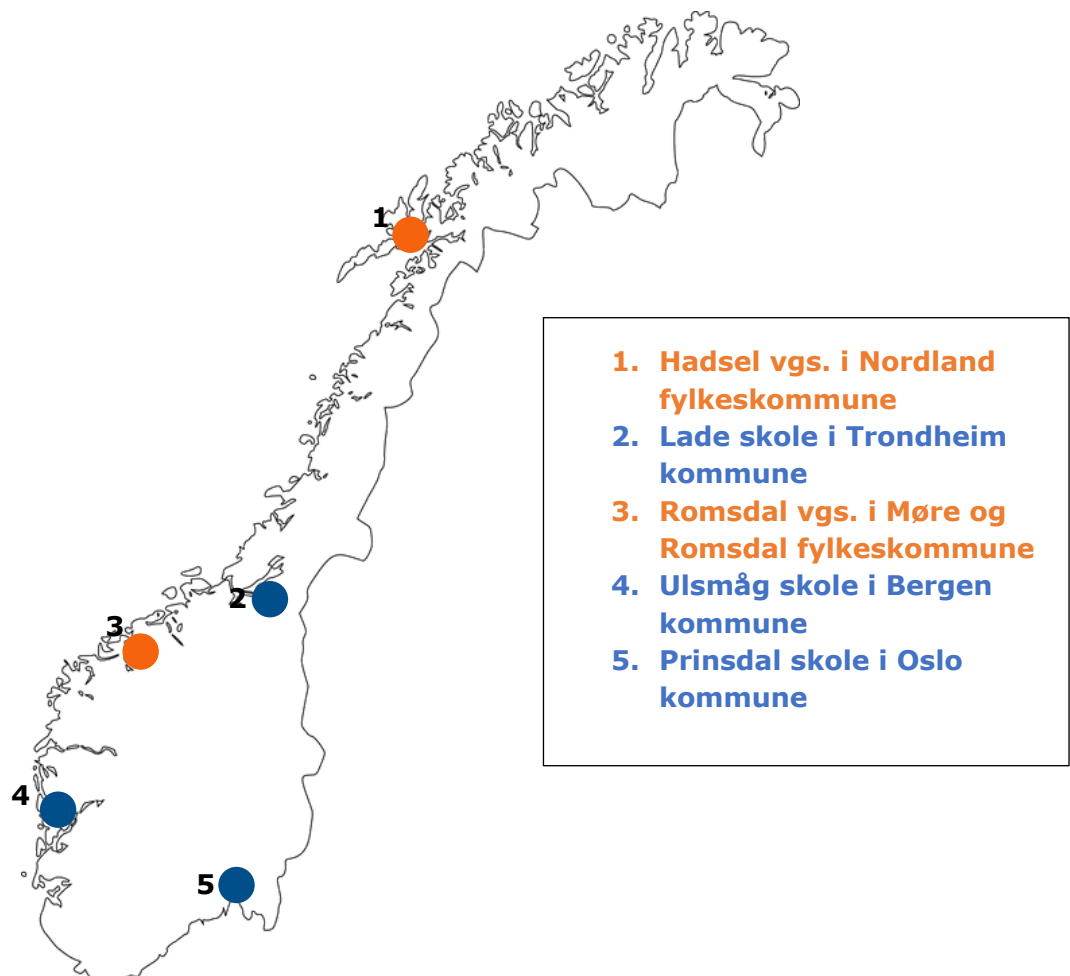 1
2
3
4
5
1. Hadsel vgs. i Nordland
fylkeskommune
2. Lade skole i Trondheim
kommune
3. Romsdal vgs. i Møre og
Romsdal fylkeskommune
4. Ulsmåg skole i Bergen
kommune
5. Prinsdal skole i Oslo
kommune